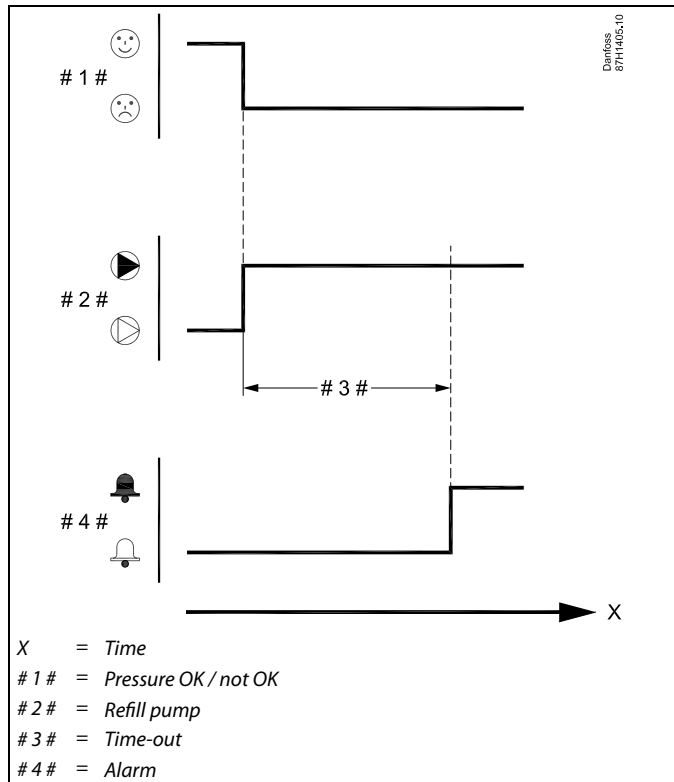 Danfoss
87H1405.10
# 1 #
# 2 #
# 3 #
# 4 #
X
X = Time
# 1 # = Pressure OK / not OK
# 2 # = Refill pump
# 3 # = Time-out
# 4 # = Alarm